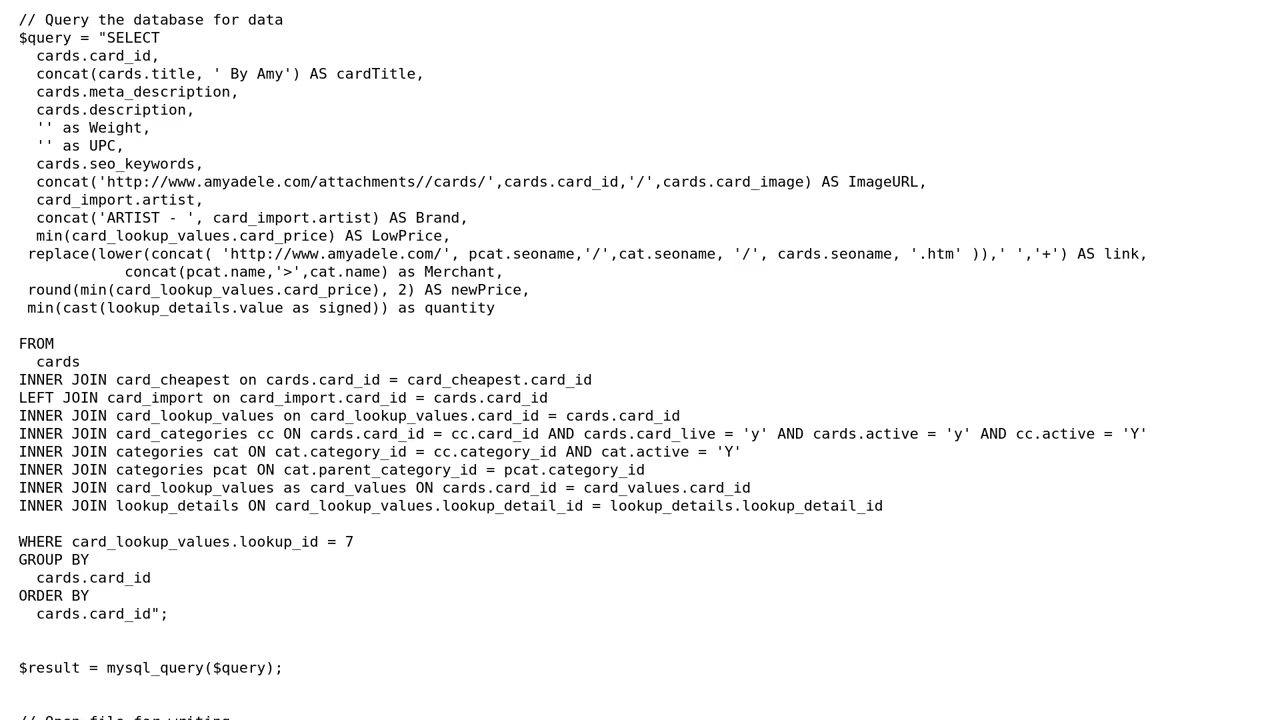 // Query the database for data
$query = "SELECT
  cards.card_id,
  concat(cards.title, ' By Amy') AS cardTitle,
  cards.meta_description,
  cards.description,
  '' as Weight,
  '' as UPC,
  cards.seo_keywords,
  concat('http://www.amyadele.com/attachments//cards/',cards.card_id,'/',cards.card_image) AS ImageURL,
  card_import.artist,
  concat('ARTIST - ', card_import.artist) AS Brand,
  min(card_lookup_values.card_price) AS LowPrice,
 replace(lower(concat( 'http://www.amyadele.com/', pcat.seoname,'/',cat.seoname, '/', cards.seoname, '.htm' )),' ','+') AS link,
            concat(pcat.name,'>',cat.name) as Merchant,
 round(min(card_lookup_values.card_price), 2) AS newPrice,
 min(cast(lookup_details.value as signed)) as quantity

FROM
  cards
INNER JOIN card_cheapest on cards.card_id = card_cheapest.card_id
LEFT JOIN card_import on card_import.card_id = cards.card_id
INNER JOIN card_lookup_values on card_lookup_values.card_id = cards.card_id
INNER JOIN card_categories cc ON cards.card_id = cc.card_id AND cards.card_live = 'y' AND cards.active = 'y' AND cc.active = 'Y'
INNER JOIN categories cat ON cat.category_id = cc.category_id AND cat.active = 'Y'
INNER JOIN categories pcat ON cat.parent_category_id = pcat.category_id
INNER JOIN card_lookup_values as card_values ON cards.card_id = card_values.card_id
INNER JOIN lookup_details ON card_lookup_values.lookup_detail_id = lookup_details.lookup_detail_id

WHERE card_lookup_values.lookup_id = 7
GROUP BY
  cards.card_id
ORDER BY
  cards.card_id";


$result = mysql_query($query);


// Open file for writing